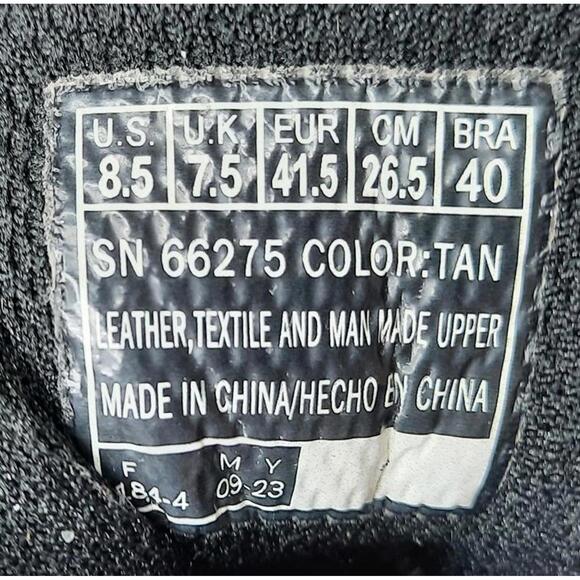 U.S. U.K. EUR CM BRA
8.5 7.5 41.5 26.5 40
SN 66275 COLOR:TAN
LEATHER,TEXTILE AND MAN MADE UPPER
MADE IN CHINA/HECHO EN CHINA
F M Y
184-4 09-23